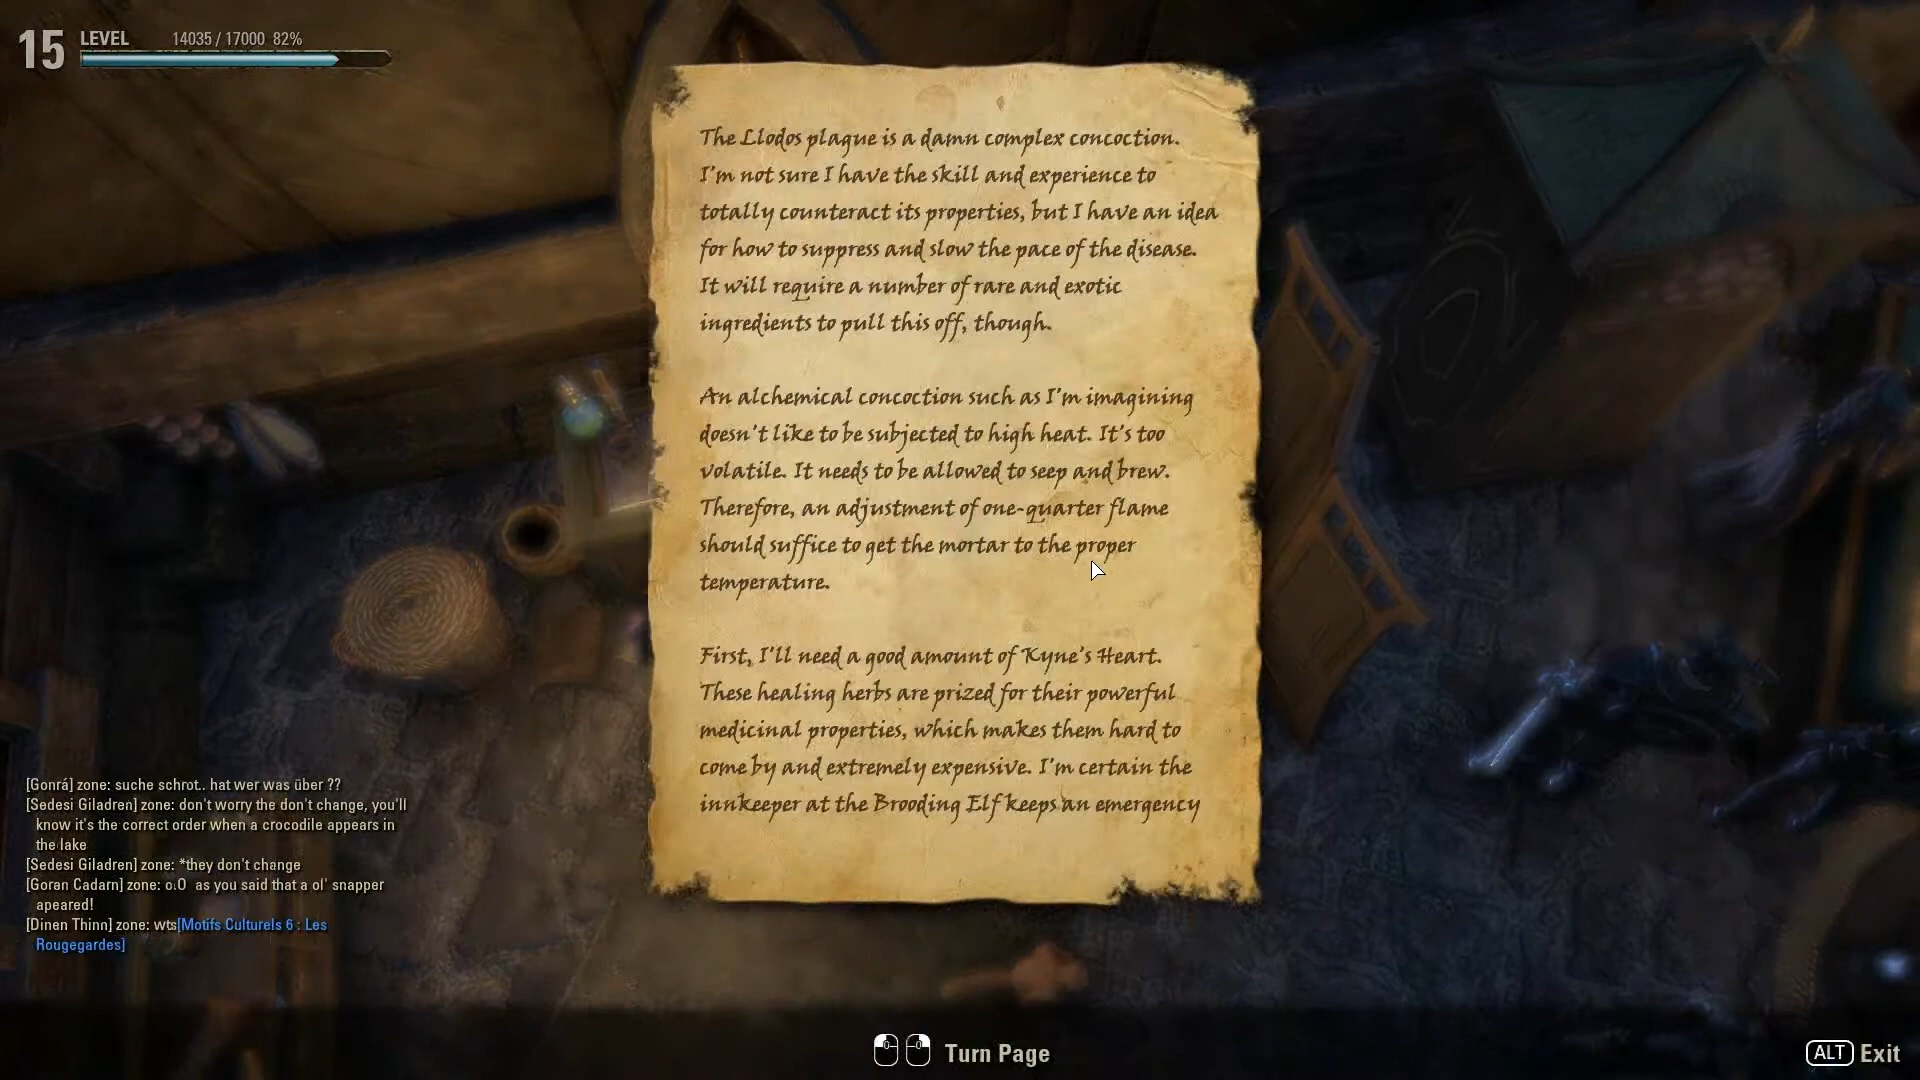 15 LEVEL 14035 / 17000 82%
The Llodos plague is a damn complex concoction.
I'm not sure I have the skill and experience to
totally counteract its properties, but I have an idea
for how to suppress and slow the pace of the disease.
It will require a number of rare and exotic
ingredients to pull this off, though.
An alchemical concoction such as I'm imagining
doesn't like to be subjected to high heat. It's too
volatile. It needs to be allowed to seep and brew.
Therefore, an adjustment of one-quarter flame
should suffice to get the mortar to the proper
temperature.
First, I'll need a good amount of Kyne's Heart.
These healing herbs are prized for their powerful
medicinal properties, which makes them hard to
come by and extremely expensive. I'm certain the
innkeeper at the Brooding Elf keeps an emergency
[Gonrá] zone: suche schrot.. hat wer was über ??
[Sedesi Giladren] zone: don't worry the don't change, you'll
know it's the correct order when a crocodile appears in
the lake
[Sedesi Giladren] zone: *they don't change
[Goran Cadarn] zone: o.O as you said that a ol' snapper
apeared!
[Dinen Thinn] zone: wts[Motifs Culturels 6 : Les
Rougegardes]
Turn Page
ALT Exit